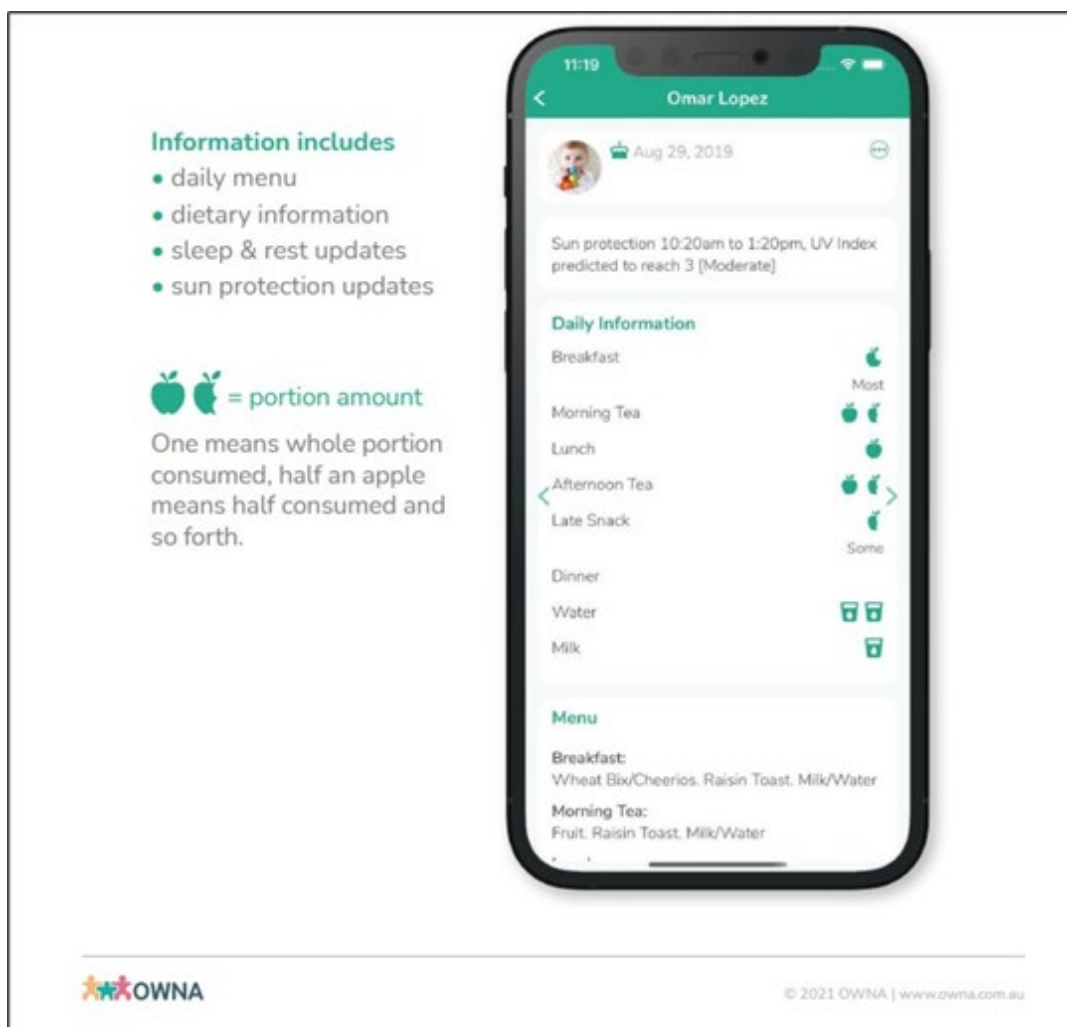 Information includes
• daily menu
• dietary information
• sleep & rest updates
• sun protection updates
= portion amount
One means whole portion
consumed, half an apple
means half consumed and
so forth.
11:19
Omar Lopez
Aug 29, 2019
Sun protection 10:20am to 1:20pm, UV Index
predicted to reach 3 [Moderate]
Daily Information
Breakfast
Most
Morning Tea
Lunch
Afternoon Tea
Late Snack
Some
Dinner
Water
Milk
Menu
Breakfast:
Wheat Bix/Cheerios. Raisin Toast. Milk/Water
Morning Tea:
Fruit. Raisin Toast. Milk/Water
OWNA
© 2021 OWNA | www.owna.com.au